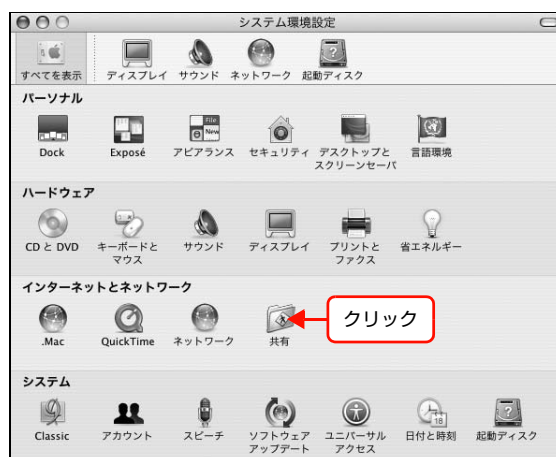 システム環境設定
すべてを表示 ディスプレイ サウンド ネットワーク 起動ディスク
パーソナル
Dock Exposé アピアランス セキュリティ デスクトップと 言語環境
スクリーンセーバ
ハードウェア
CD と DVD キーボードと サウンド ディスプレイ プリントと 省エネルギー
マウス ファクス
インターネットとネットワーク
クリック
.Mac QuickTime ネットワーク 共有
システム
Classic アカウント スピーチ ソフトウェア ユニバーサル 日付と時刻 起動ディスク
アップデート アクセス